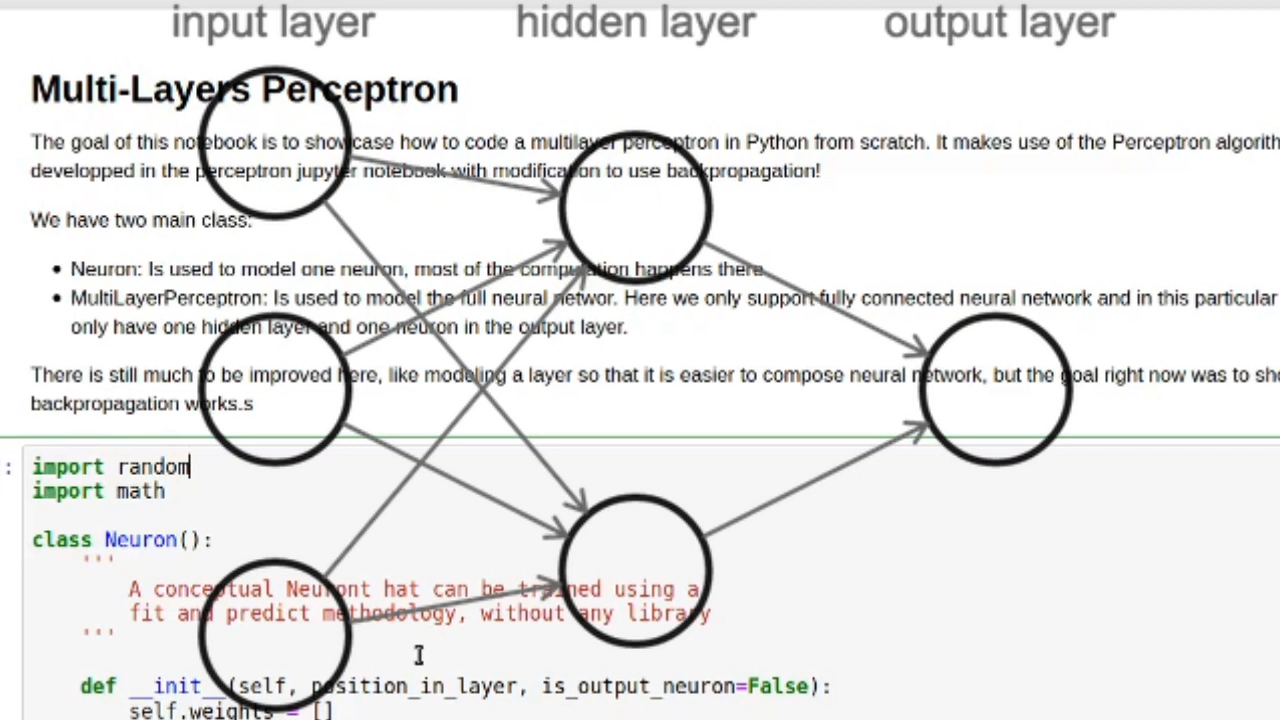 input layer hidden layer output layer
Multi-Layers Perceptron
The goal of this notebook is to showcase how to code a multilayer perceptron in Python from scratch. It makes use of the Perceptron algorith
developped in the perceptron jupyter notebook with modification to use backpropagation!
We have two main class:
• Neuron: Is used to model one neuron, most of the computation happens there.
• MultiLayerPerceptron: Is used to model the full neural networ. Here we only support fully connected neural network and in this particular
only have one hidden layer and one neuron in the output layer.
There is still much to be improved here, like modeling a layer so that it is easier to compose neural network, but the goal right now was to sho
backpropagation works.s
: import random
import math
class Neuron():
'''
A conceptual Neuront hat can be trained using a
fit and predict methodology, without any library
'''
def __init__(self, position_in_layer, is_output_neuron=False):
self.weights = []